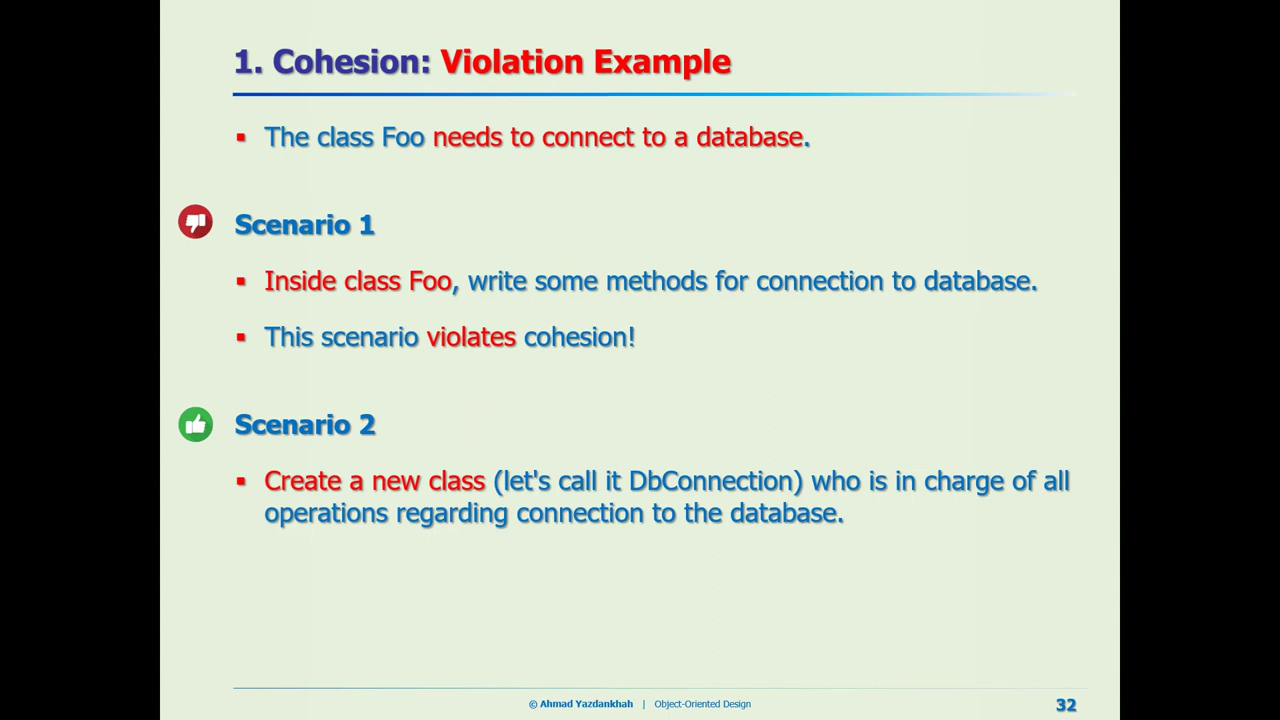 1. Cohesion: Violation Example
▪ The class Foo needs to connect to a database.
Scenario 1
▪ Inside class Foo, write some methods for connection to database.
▪ This scenario violates cohesion!
Scenario 2
▪ Create a new class (let's call it DbConnection) who is in charge of all
operations regarding connection to the database.
© Ahmad Yazdankhah | Object-Oriented Design
32